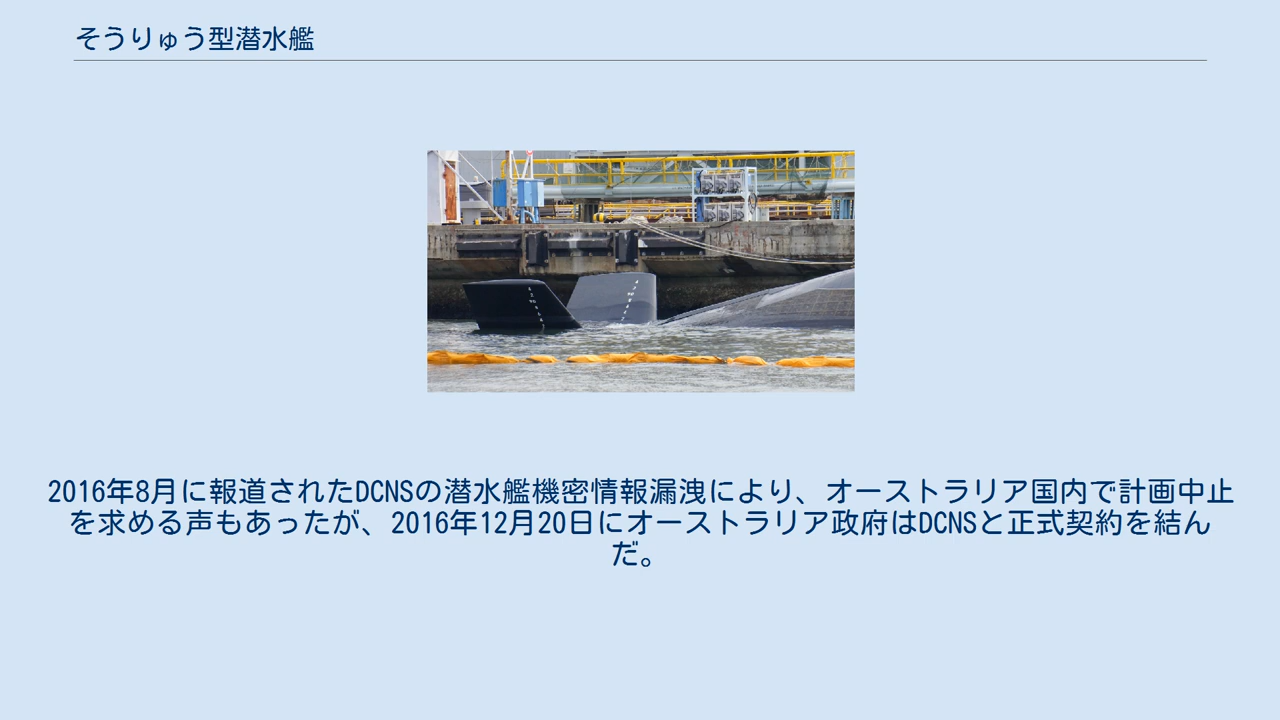 そうりゅう型潜水艦
2016年8月に報道されたDCNSの潜水艦機密情報漏洩により、オーストラリア国内で計画中止
を求める声もあったが、2016年12月20日にオーストラリア政府はDCNSと正式契約を結ん
だ。